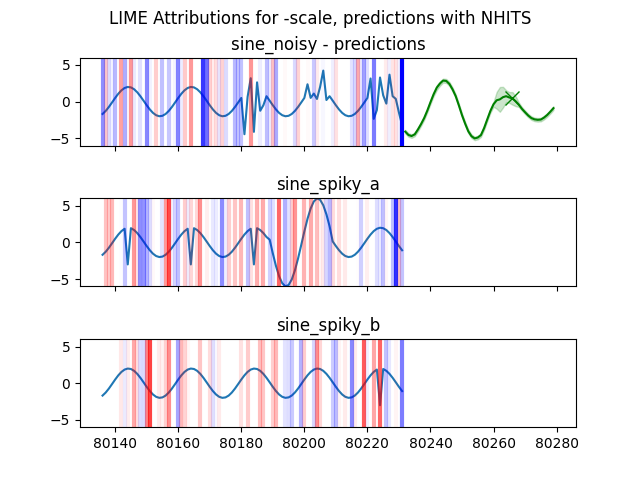 LIME Attributions for -scale, predictions with NHITS
sine_noisy - predictions
5
0
−5
sine_spiky_a
5
0
−5
sine_spiky_b
5
0
−5
80140 80160 80180 80200 80220 80240 80260 80280